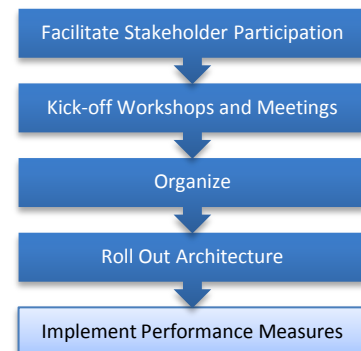 Facilitate Stakeholder Participation
Kick-off Workshops and Meetings
Organize
Roll Out Architecture
Implement Performance Measures